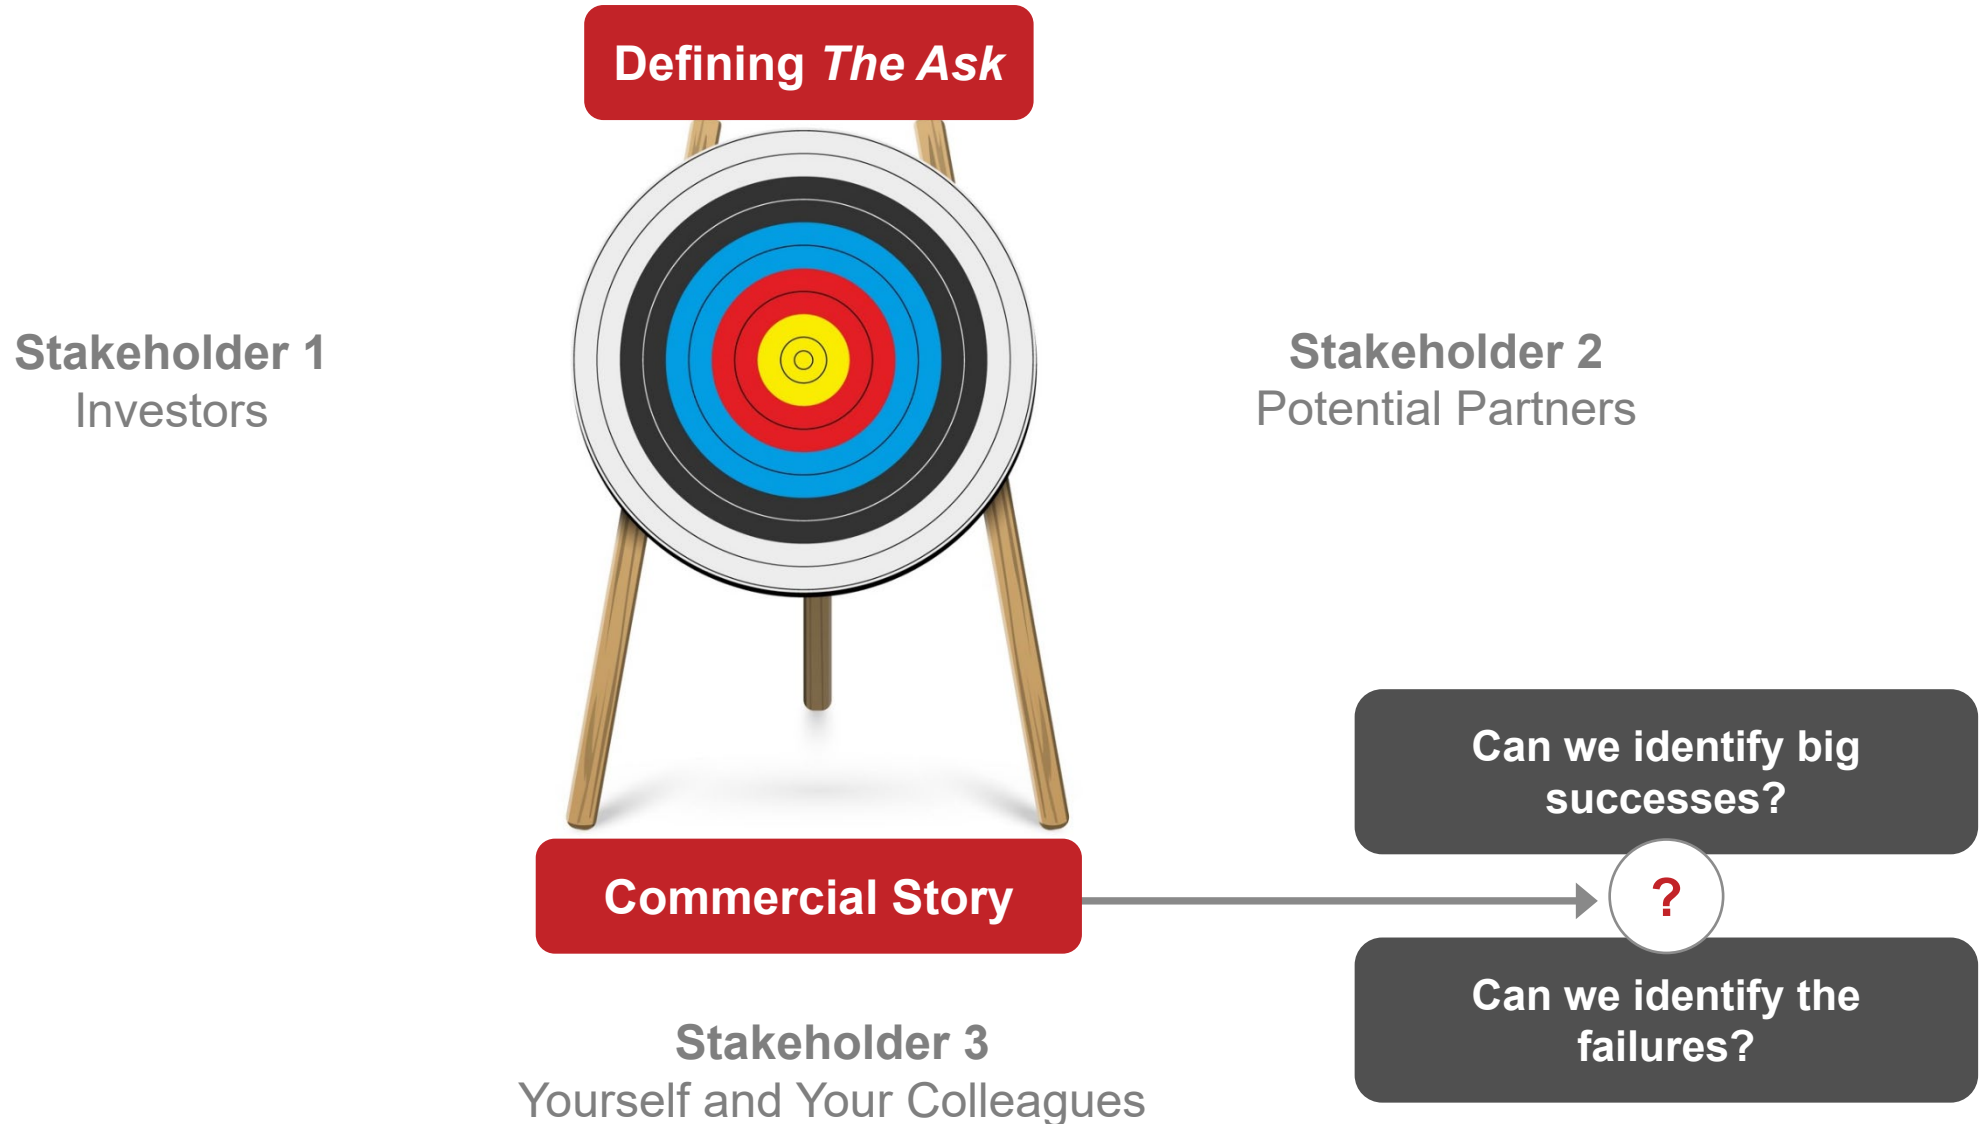 Defining The Ask
Stakeholder 1
Investors
Stakeholder 2
Potential Partners
Can we identify big
successes?
Commercial Story
?
Can we identify the
failures?
Stakeholder 3
Yourself and Your Colleagues